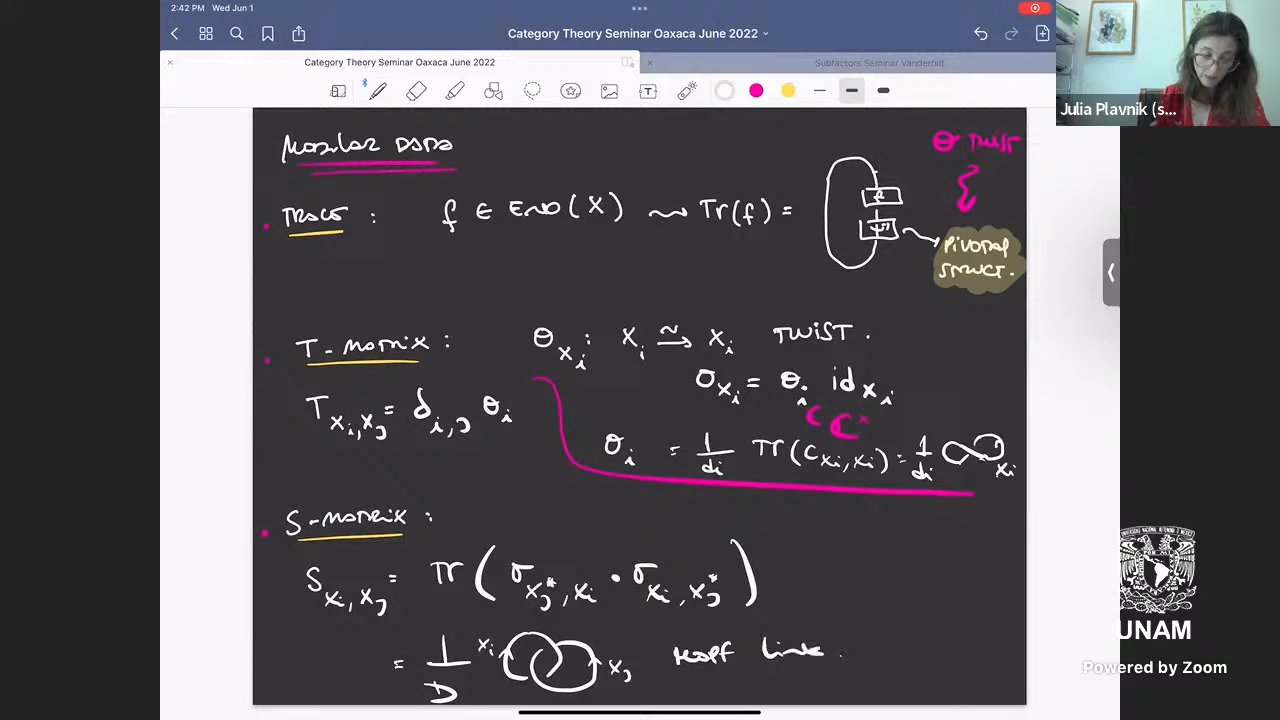 2:42 PM Wed Jun 1
Category Theory Seminar Oaxaca June 2022
Category Theory Seminar Oaxaca June 2022
Subfactors Seminar Vanderbilt
Julia Plavnik (s...
MODULAR DATA
θ TWIST
TRACE : f ∈ END(X) ⇝ Tr(f) =
PIVOTAL
STRUCT.
T-MATRIX : θ_{X_i} : X_i ≃→ X_i TWIST.
θ_{X_i} = θ_i id_{X_i}
T_{X_i,X_j} = δ_{i,j} θ_i
∈ ℂ^×
θ_i = 1/d_i Tr(C_{X_i,X_i}) = 1/d_i X_i
S-MATRIX :
S_{X_i,X_j} = Tr(σ_{X_j^*,X_i} · σ_{X_i,X_j^*})
= 1/D X_i X_j HOPF LINK.
UNAM
Powered by Zoom